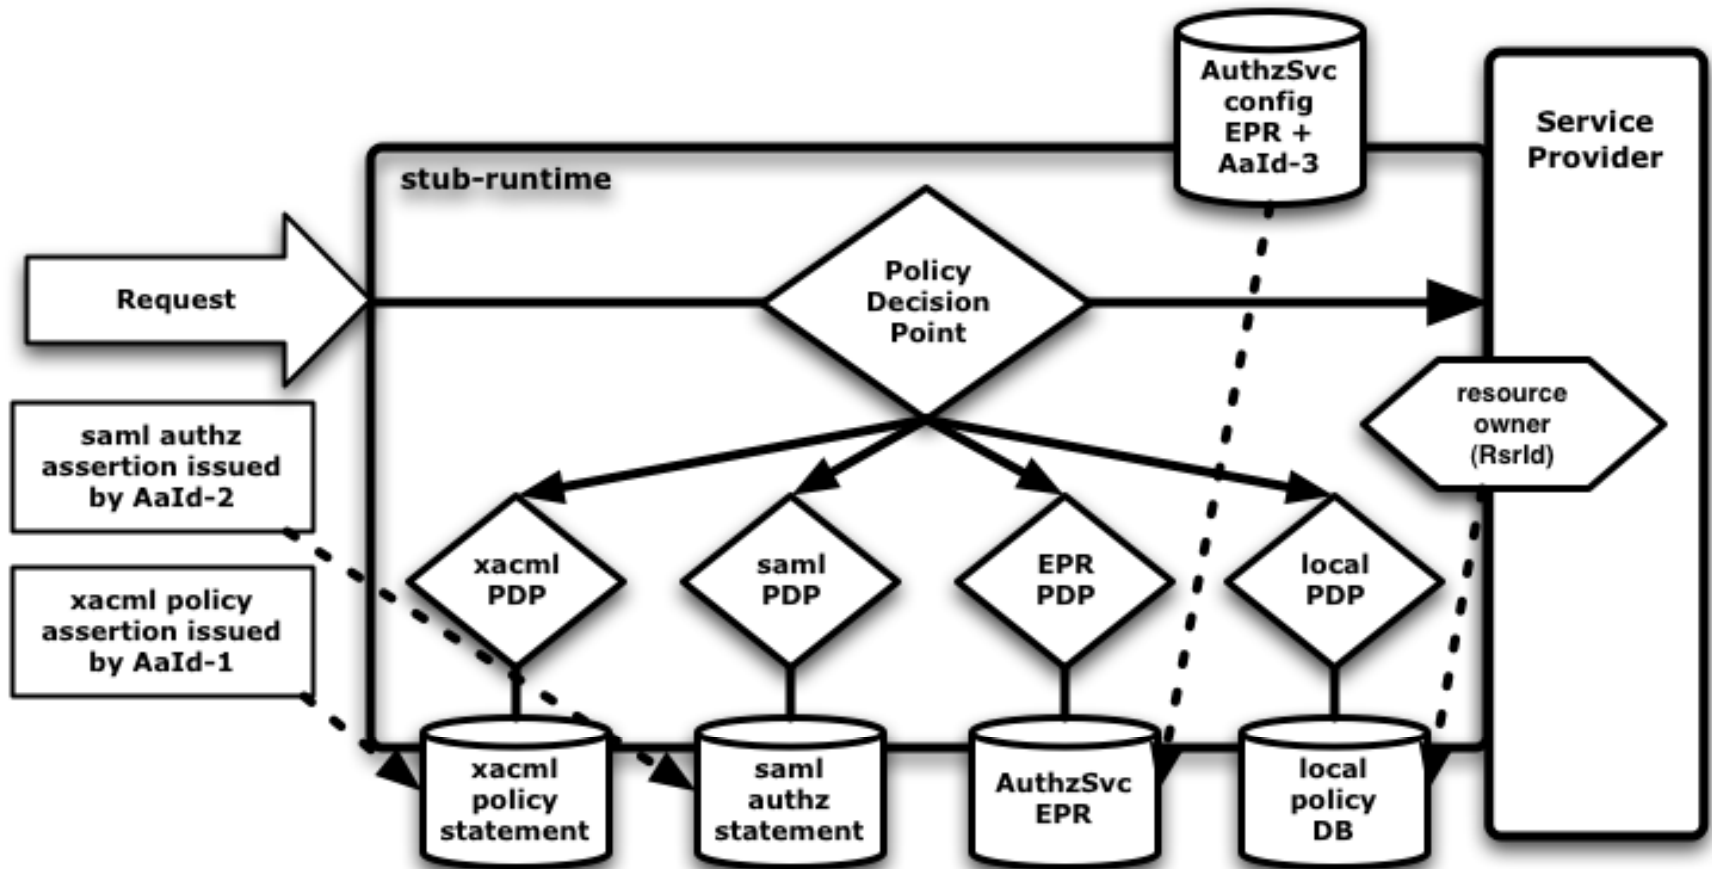 AuthzSvc
config
EPR +
AaId-3
Service
Provider
stub-runtime
Request
Policy
Decision
Point
resource
owner
(RsrId)
saml authz
assertion issued
by AaId-2
xacml policy
assertion issued
by AaId-1
xacml
PDP
saml
PDP
EPR
PDP
local
PDP
xacml
policy
statement
saml
authz
statement
AuthzSvc
EPR
local
policy
DB